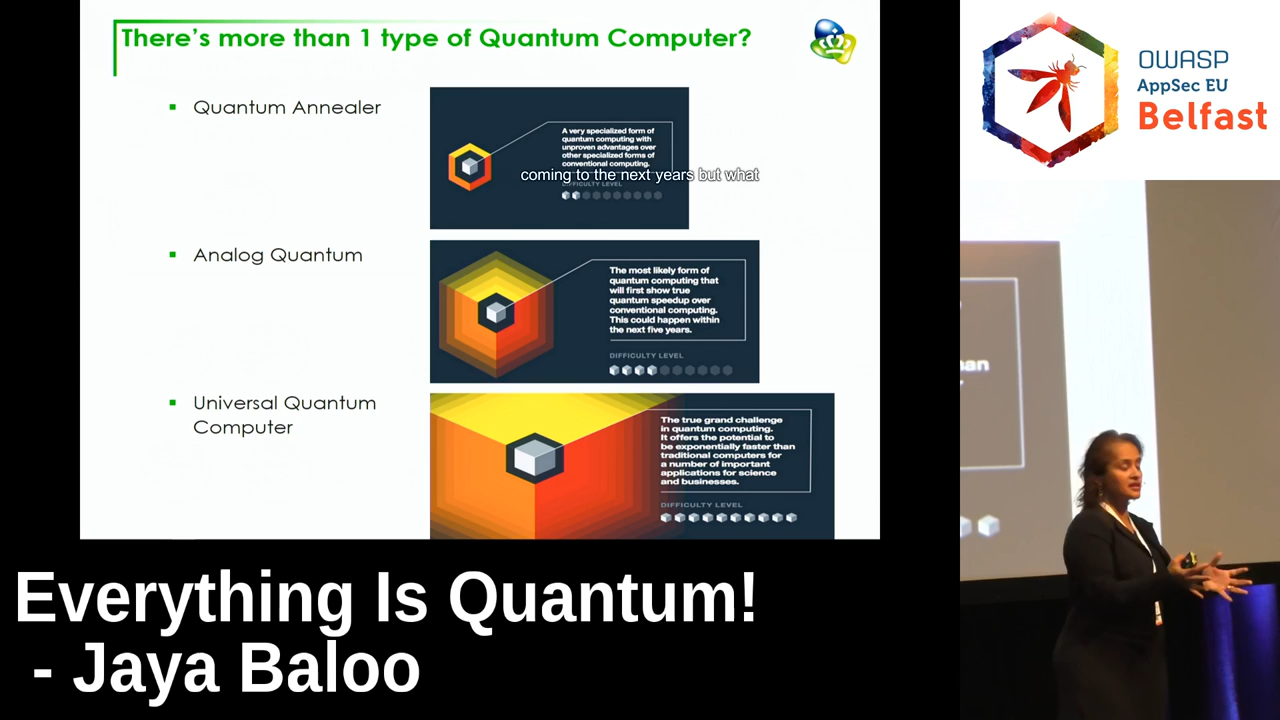 There's more than 1 type of Quantum Computer?
Quantum Annealer
A very specialized form of
quantum computing with
unproven advantages over
other specialized forms of
conventional computing.
coming to the next years but what
DIFFICULTY LEVEL
Analog Quantum
The most likely form of
quantum computing that
will first show true
quantum speedup over
conventional computing.
This could happen within
the next five years.
DIFFICULTY LEVEL
Universal Quantum
Computer
The true grand challenge
in quantum computing.
It offers the potential to
be exponentially faster than
traditional computers for
a number of important
applications for science
and businesses.
DIFFICULTY LEVEL
Everything Is Quantum!
- Jaya Baloo
OWASP
AppSec EU
Belfast